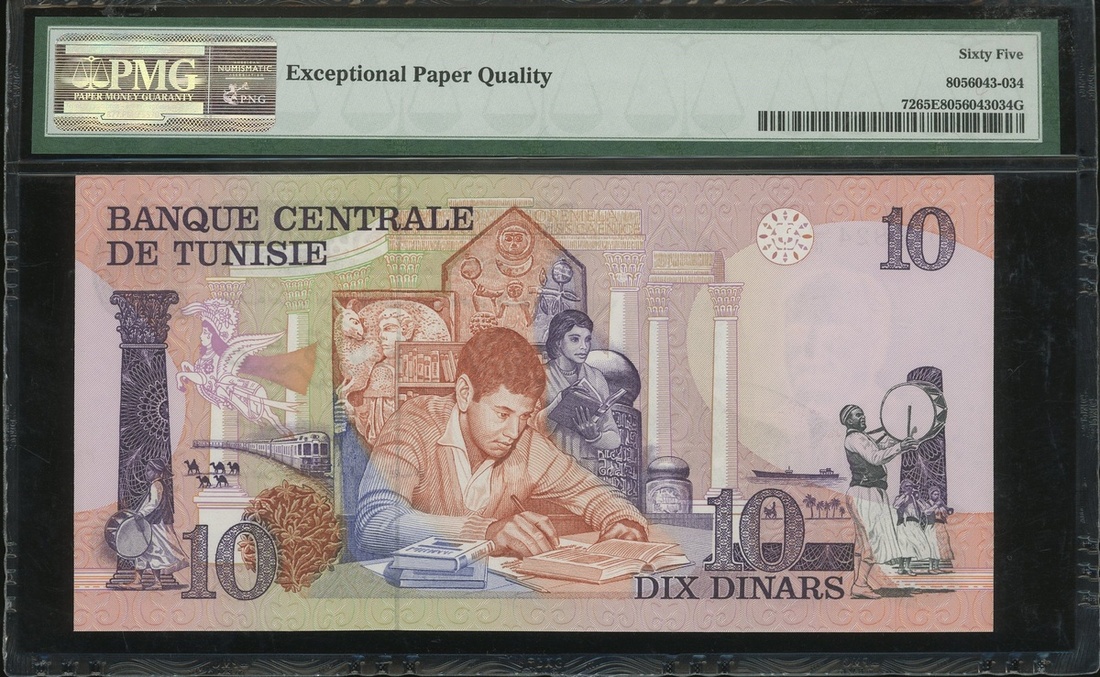 PMG
PAPER MONEY GUARANTY
NUMISMATIC
PNG
Exceptional Paper Quality
Sixty Five
8056043-034
7265E8056043034G
BANQUE CENTRALE
DE TUNISIE
10
10
10
DIX DINARS